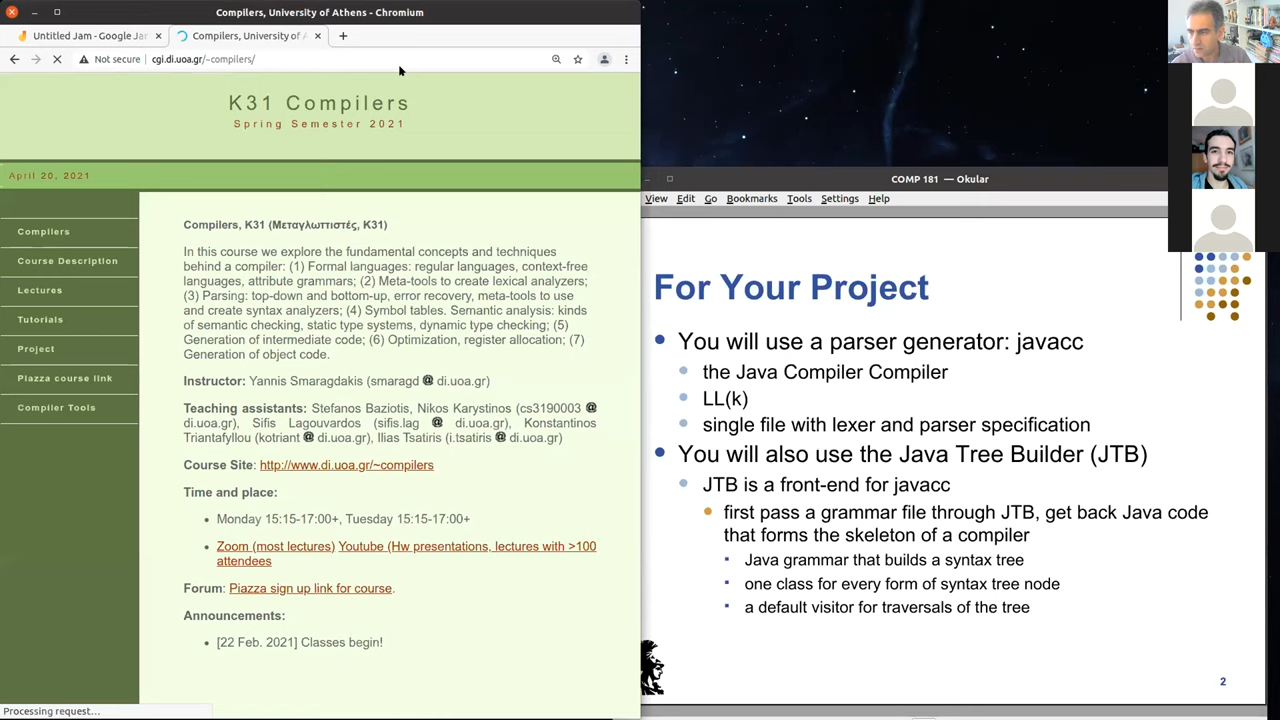 Compilers, University of Athens - Chromium
Untitled Jam - Google Ja
Compilers, University of A
Not secure
cgi.di.uoa.gr/~compilers/
K31 Compilers
Spring Semester 2021
April 20, 2021
Compilers
Course Description
Lectures
Tutorials
Project
Piazza course link
Compiler Tools
Compilers, K31 (Μεταγλωττιστές, Κ31)
In this course we explore the fundamental concepts and techniques
behind a compiler: (1) Formal languages: regular languages, context-free
languages, attribute grammars; (2) Meta-tools to create lexical analyzers;
(3) Parsing: top-down and bottom-up, error recovery, meta-tools to use
and create syntax analyzers; (4) Symbol tables. Semantic analysis: kinds
of semantic checking, static type systems, dynamic type checking; (5)
Generation of intermediate code; (6) Optimization, register allocation; (7)
Generation of object code.
Instructor: Yannis Smaragdakis (smaragd @ di.uoa.gr)
Teaching assistants: Stefanos Baziotis, Nikos Karystinos (cs3190003 @
di.uoa.gr), Sifis Lagouvardos (sifis.lag @ di.uoa.gr), Konstantinos
Triantafyllou (kotriant @ di.uoa.gr), Ilias Tsatiris (i.tsatiris @ di.uoa.gr)
Course Site: http://www.di.uoa.gr/~compilers
Time and place:
• Monday 15:15-17:00+, Tuesday 15:15-17:00+
• Zoom (most lectures) Youtube (Hw presentations, lectures with >100
attendees
Forum: Piazza sign up link for course.
Announcements:
• [22 Feb. 2021] Classes begin!
Processing request...
COMP 181 — Okular
View Edit Go Bookmarks Tools Settings Help
For Your Project
• You will use a parser generator: javacc
• the Java Compiler Compiler
• LL(k)
• single file with lexer and parser specification
• You will also use the Java Tree Builder (JTB)
• JTB is a front-end for javacc
• first pass a grammar file through JTB, get back Java code
that forms the skeleton of a compiler
▪ Java grammar that builds a syntax tree
▪ one class for every form of syntax tree node
▪ a default visitor for traversals of the tree
2